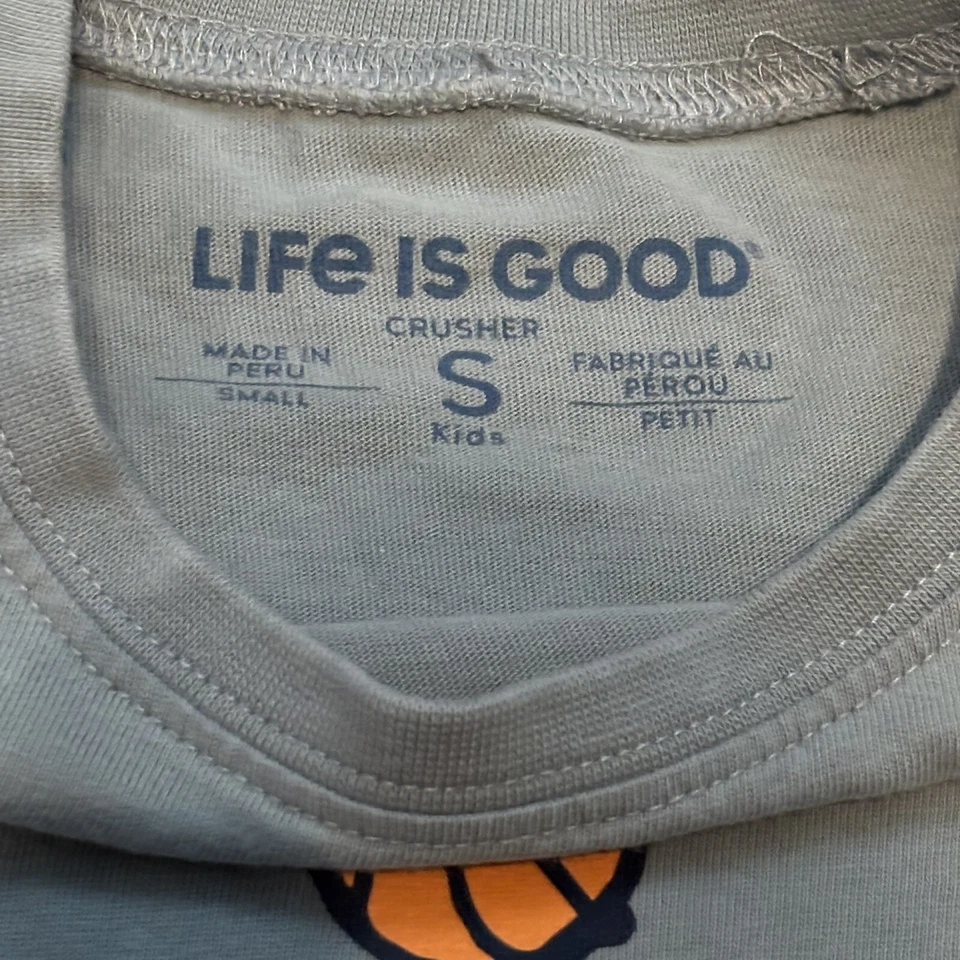 LIFe IS GOOD®
CRUSHER
MADE IN
PERU
SMALL
S
Kids
FABRIQUÉ AU
PÉROU
PETIT